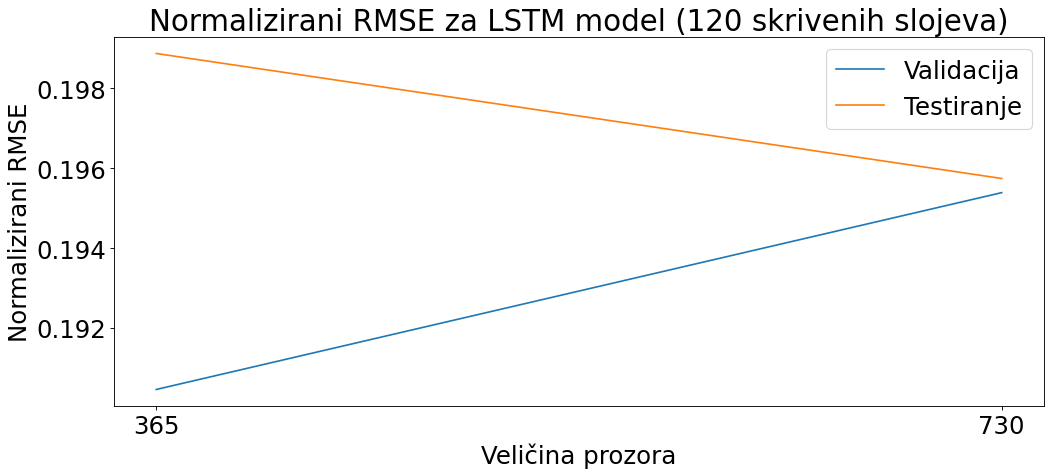 Normalizirani RMSE za LSTM model (120 skrivenih slojeva)
Validacija
Testiranje
Normalizirani RMSE
0.198
0.196
0.194
0.192
365
730
Veličina prozora